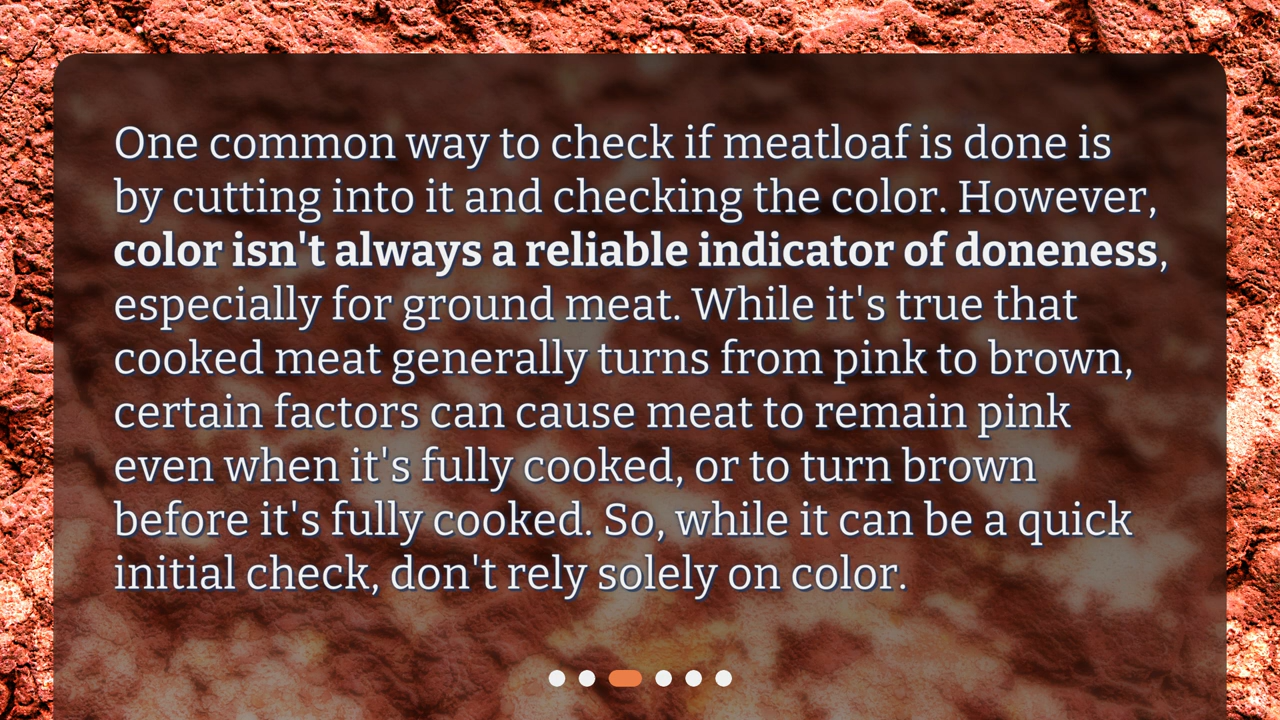 One common way to check if meatloaf is done is
by cutting into it and checking the color. However,
color isn't always a reliable indicator of doneness,
especially for ground meat. While it's true that
cooked meat generally turns from pink to brown,
certain factors can cause meat to remain pink
even when it's fully cooked, or to turn brown
before it's fully cooked. So, while it can be a quick
initial check, don't rely solely on color.